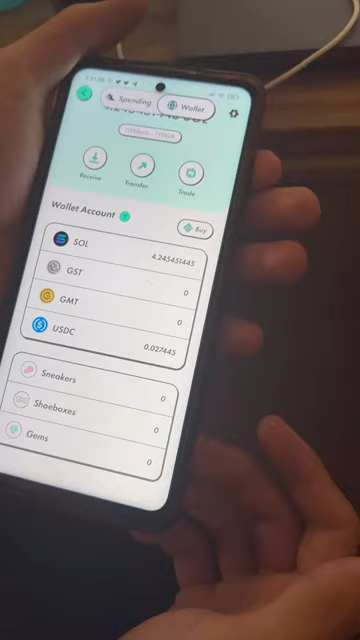 Spending
Wallet
Receive
Transfer
Trade
Wallet Account ?
Buy
SOL 4.245451445
GST 0
GMT 0
USDC 0.027445
Sneakers 0
Shoeboxes 0
Gems 0